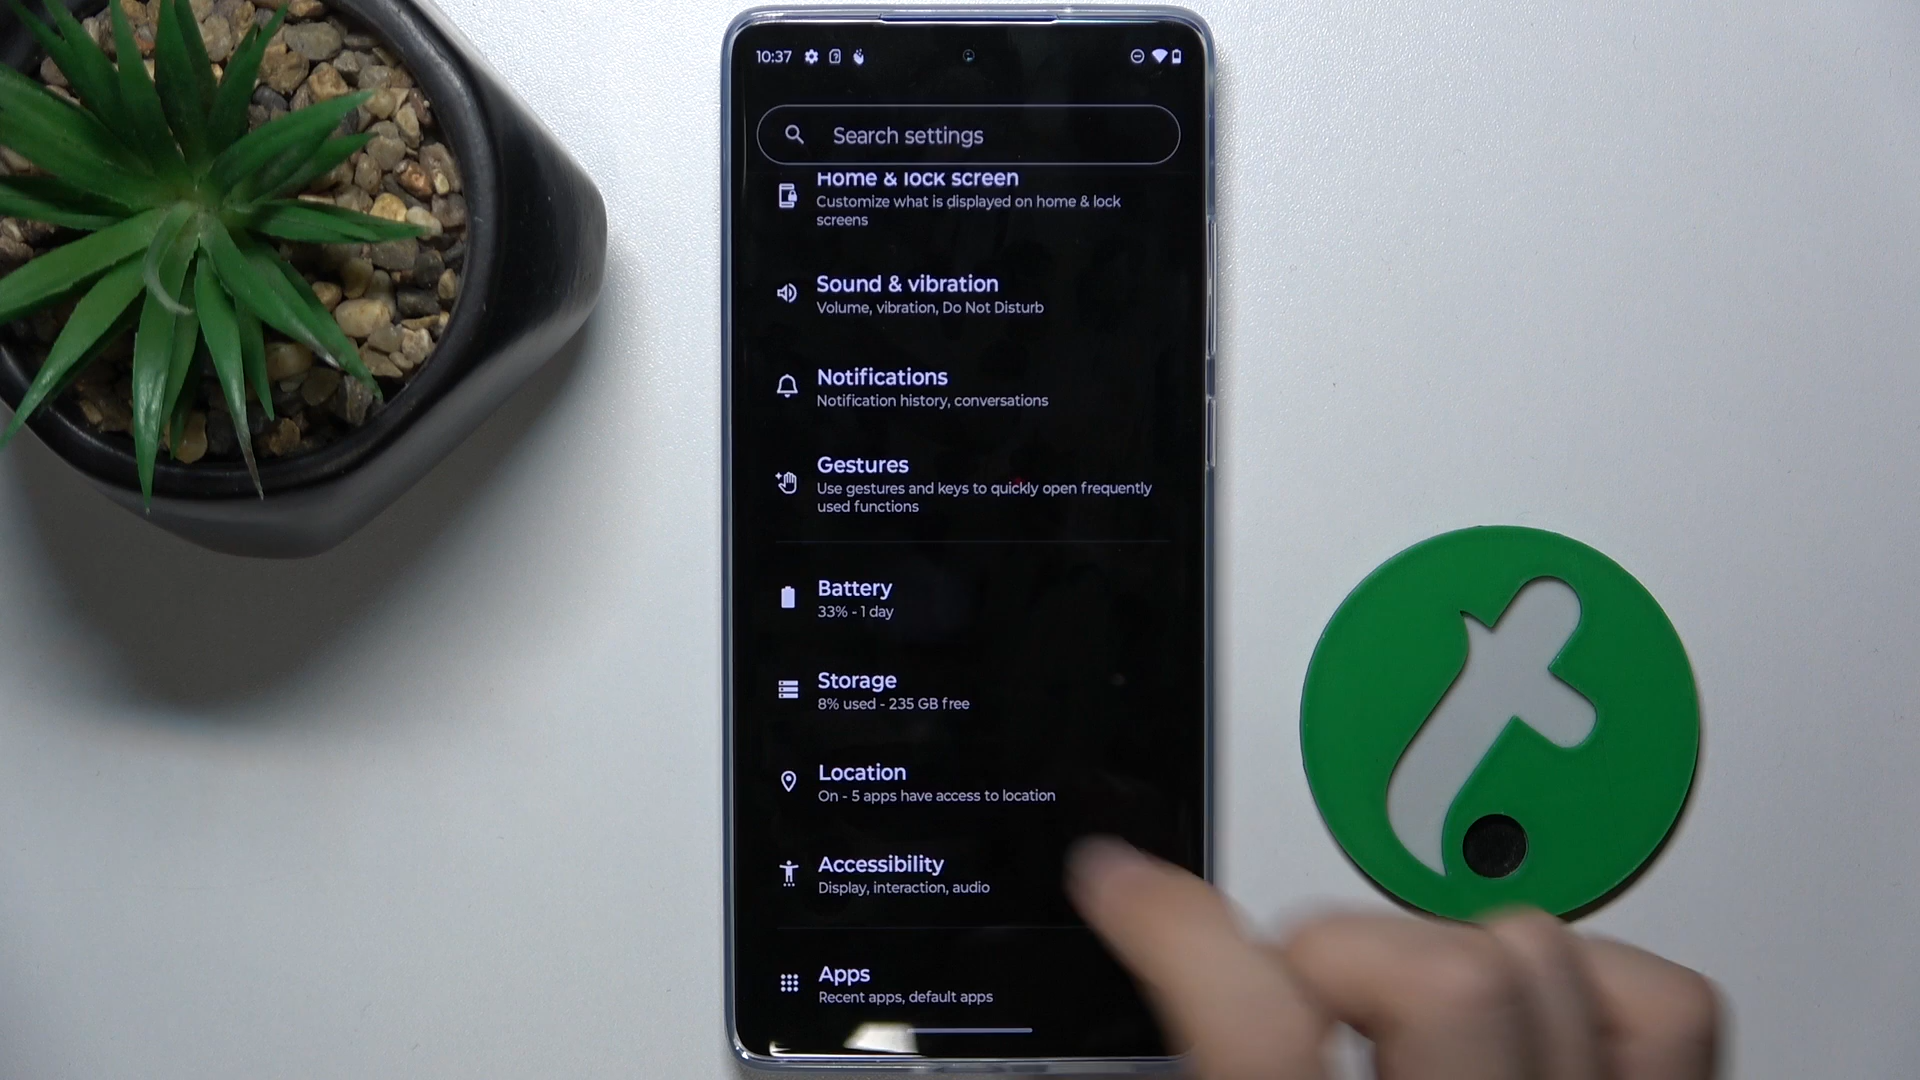 10:37
Search settings
Home & lock screen
Customize what is displayed on home & lock
screens
Sound & vibration
Volume, vibration, Do Not Disturb
Notifications
Notification history, conversations
Gestures
Use gestures and keys to quickly open frequently
used functions
Battery
33% - 1 day
Storage
8% used - 235 GB free
Location
On - 5 apps have access to location
Accessibility
Display, interaction, audio
Apps
Recent apps, default apps